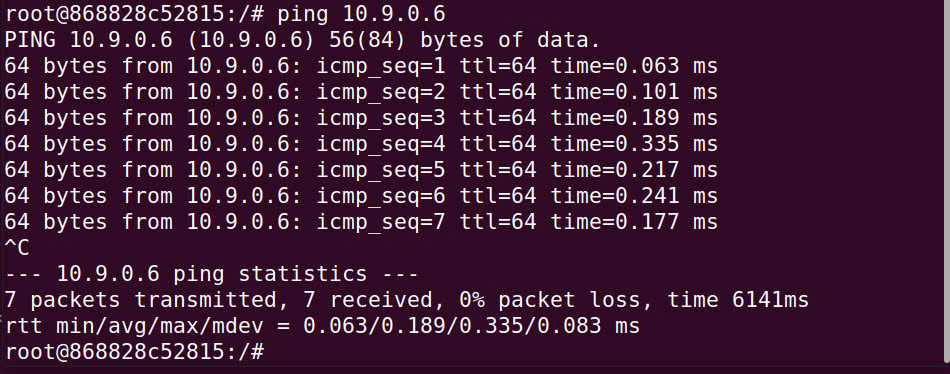 root@868828c52815:/# ping 10.9.0.6
PING 10.9.0.6 (10.9.0.6) 56(84) bytes of data.
64 bytes from 10.9.0.6: icmp_seq=1 ttl=64 time=0.063 ms
64 bytes from 10.9.0.6: icmp_seq=2 ttl=64 time=0.101 ms
64 bytes from 10.9.0.6: icmp_seq=3 ttl=64 time=0.189 ms
64 bytes from 10.9.0.6: icmp_seq=4 ttl=64 time=0.335 ms
64 bytes from 10.9.0.6: icmp_seq=5 ttl=64 time=0.217 ms
64 bytes from 10.9.0.6: icmp_seq=6 ttl=64 time=0.241 ms
64 bytes from 10.9.0.6: icmp_seq=7 ttl=64 time=0.177 ms
^C
--- 10.9.0.6 ping statistics ---
7 packets transmitted, 7 received, 0% packet loss, time 6141ms
rtt min/avg/max/mdev = 0.063/0.189/0.335/0.083 ms
root@868828c52815:/#